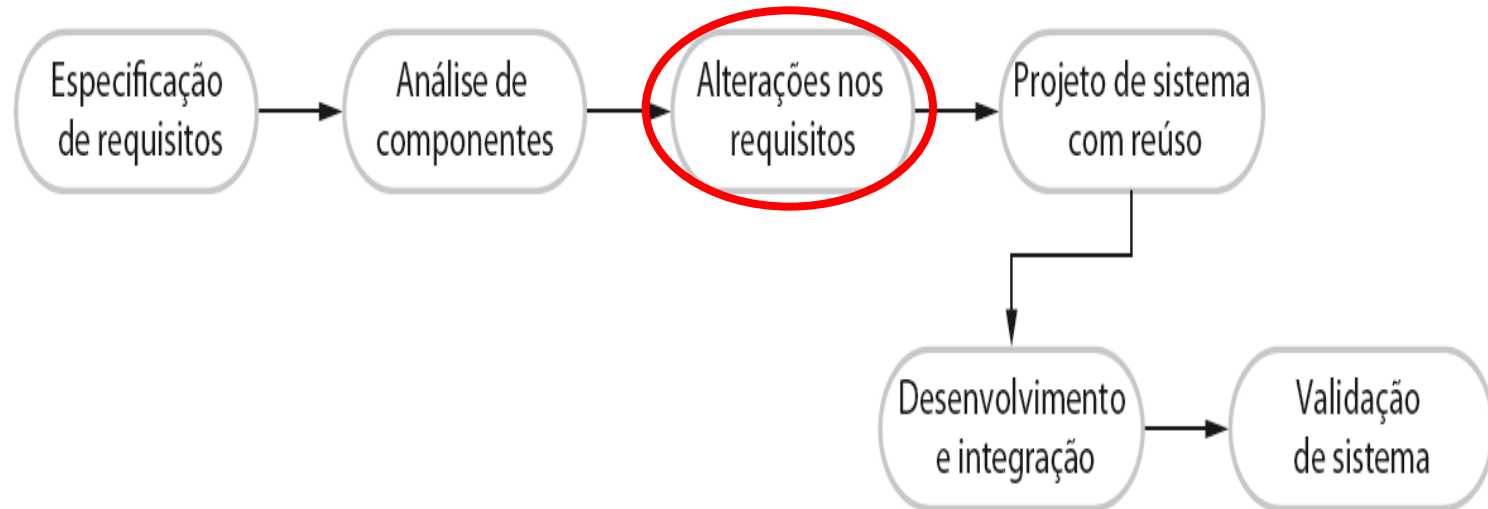 Especificação
de requisitos
Análise de
componentes
Alterações nos
requisitos
Projeto de sistema
com reúso
Desenvolvimento
e integração
Validação
de sistema